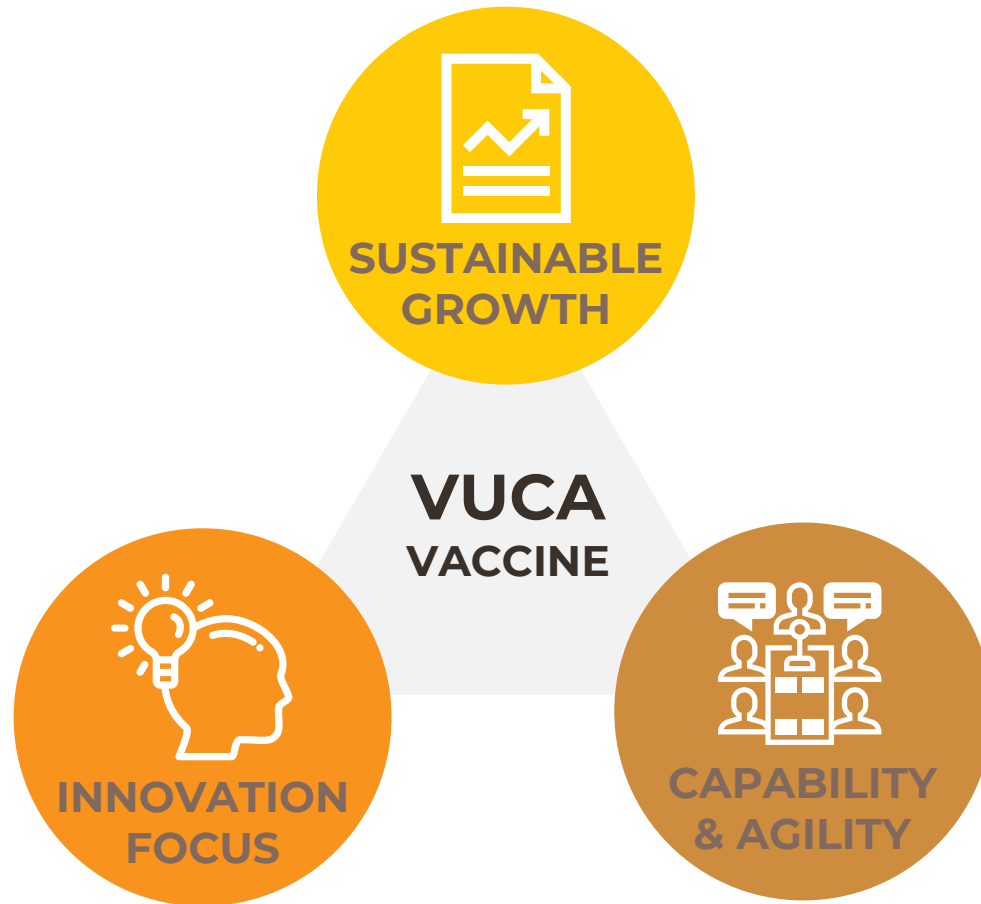 SUSTAINABLE
GROWTH
VUCA
VACCINE
INNOVATION
FOCUS
CAPABILITY
& AGILITY